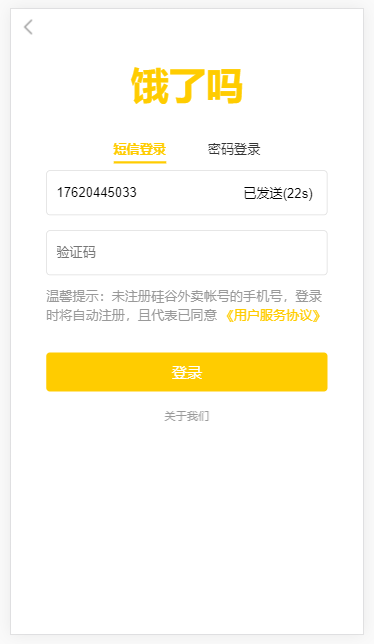 饿了吗
短信登录 密码登录
17620445033 已发送(22s)
验证码
温馨提示：未注册硅谷外卖帐号的手机号，登录
时将自动注册，且代表已同意 《用户服务协议》
登录
关于我们